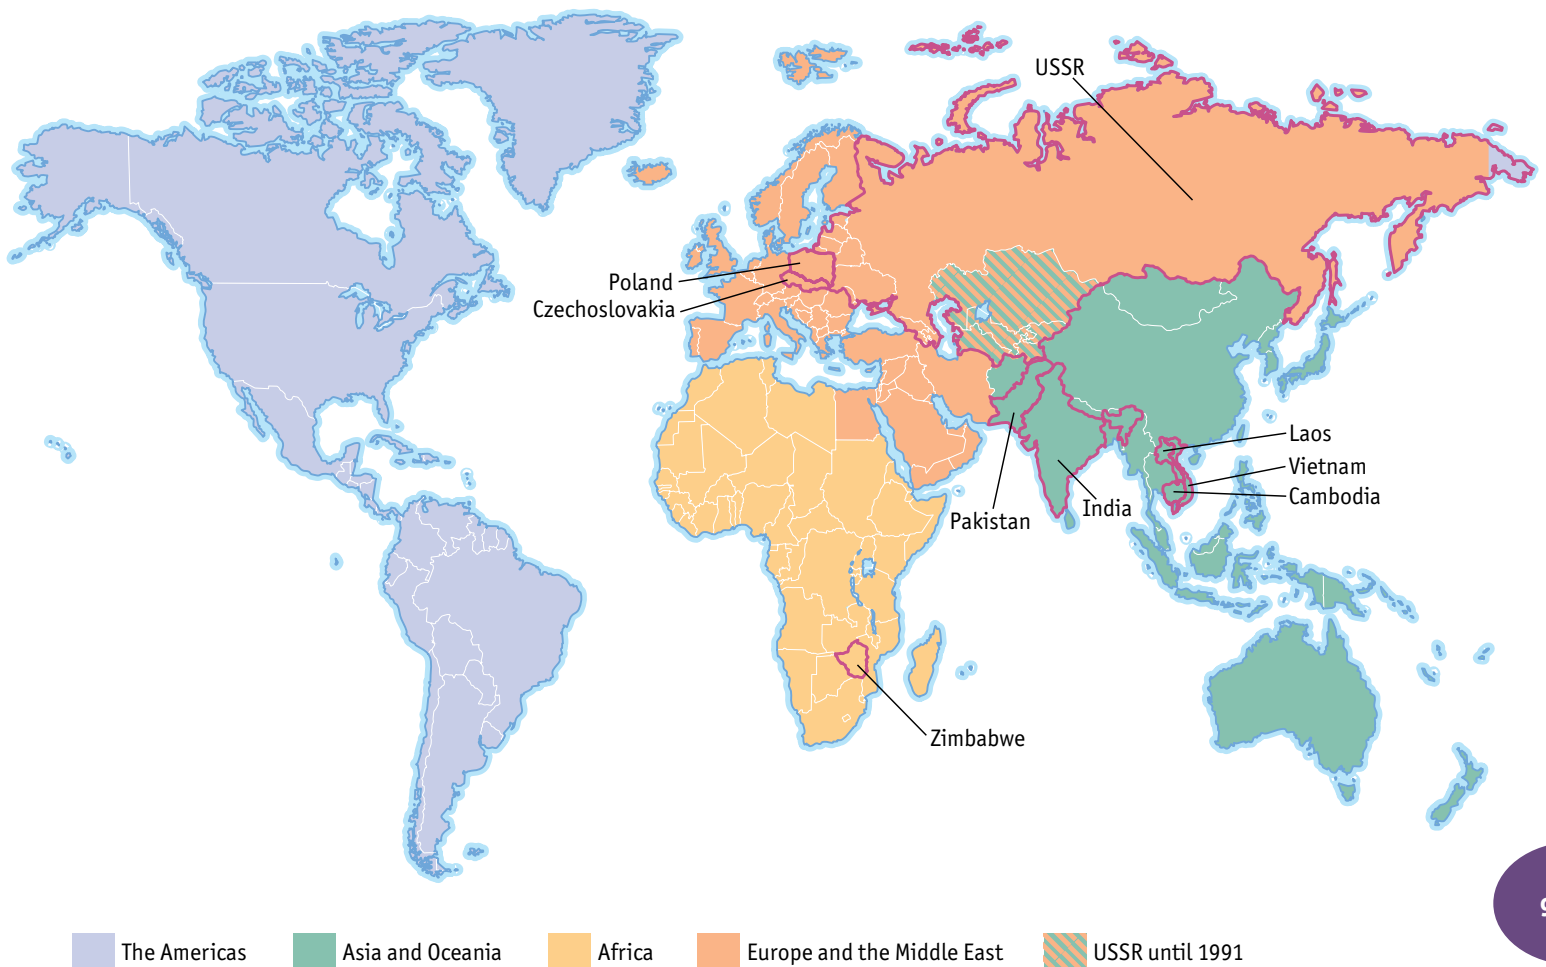 USSR
Poland
Czechoslovakia
Laos
Vietnam
Cambodia
India
Pakistan
Zimbabwe
The Americas
Asia and Oceania
Africa
Europe and the Middle East
USSR until 1991